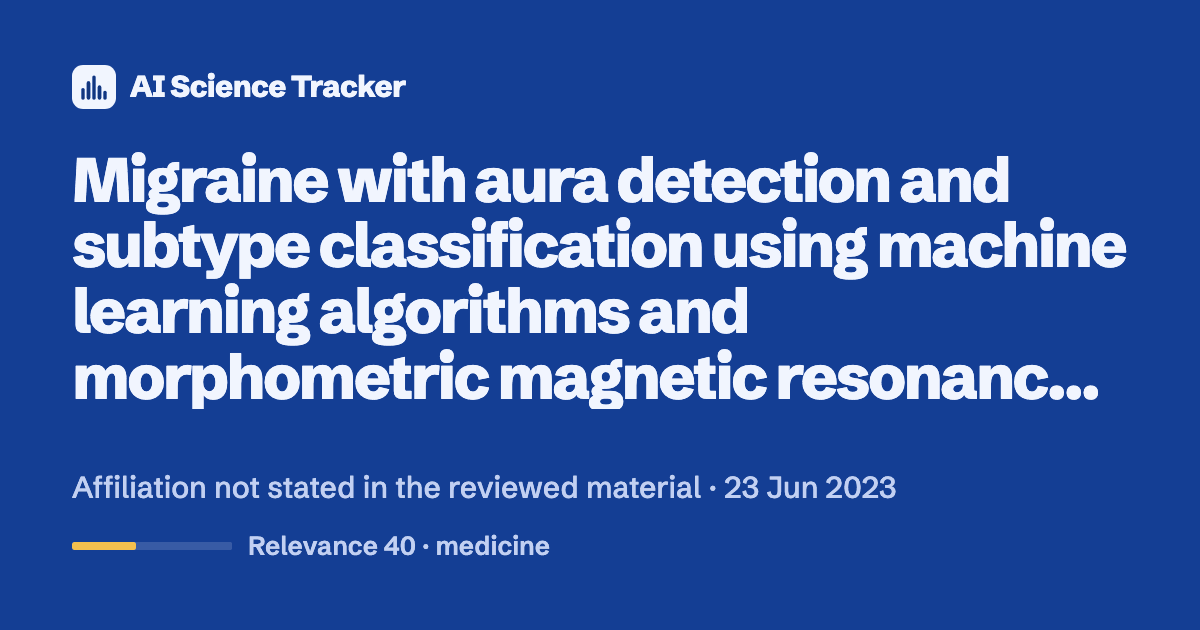 AI Science Tracker
Migraine with aura detection and
subtype classification using machine
learning algorithms and
morphometric magnetic resonanc...
Affiliation not stated in the reviewed material · 23 Jun 2023
Relevance 40 · medicine